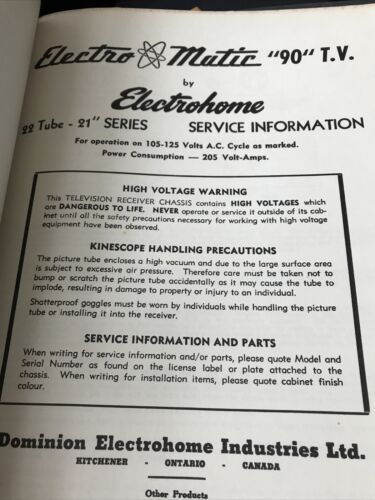 Electro Matic "90" T.V.
by
Electrohome
22 Tube - 21" SERIES SERVICE INFORMATION
For operation on 105-125 Volts A.C. Cycle as marked.
Power Consumption — 205 Volt-Amps.
HIGH VOLTAGE WARNING
This TELEVISION RECEIVER CHASSIS contains HIGH VOLTAGES which
are DANGEROUS TO LIFE. NEVER operate or service it outside of its cab-
inet until all the safety precautions necessary for working with high voltage
equipment have been observed.
KINESCOPE HANDLING PRECAUTIONS
The picture tube encloses a high vacuum and due to the large surface area
is subject to excessive air pressure. Therefore care must be taken not to
bump or scratch the picture tube accidentally as it may cause the tube to
implode, resulting in damage to property or injury to an individual.
Shatterproof goggles must be worn by individuals while handling the picture
tube or installing it into the receiver.
SERVICE INFORMATION AND PARTS
When writing for service information and/or parts, please quote Model and
Serial Number as found on the license label or plate attached to the
chassis. When writing for installation items, please quote cabinet finish
colour.
Dominion Electrohome Industries Ltd.
KITCHENER - ONTARIO - CANADA
Other Products